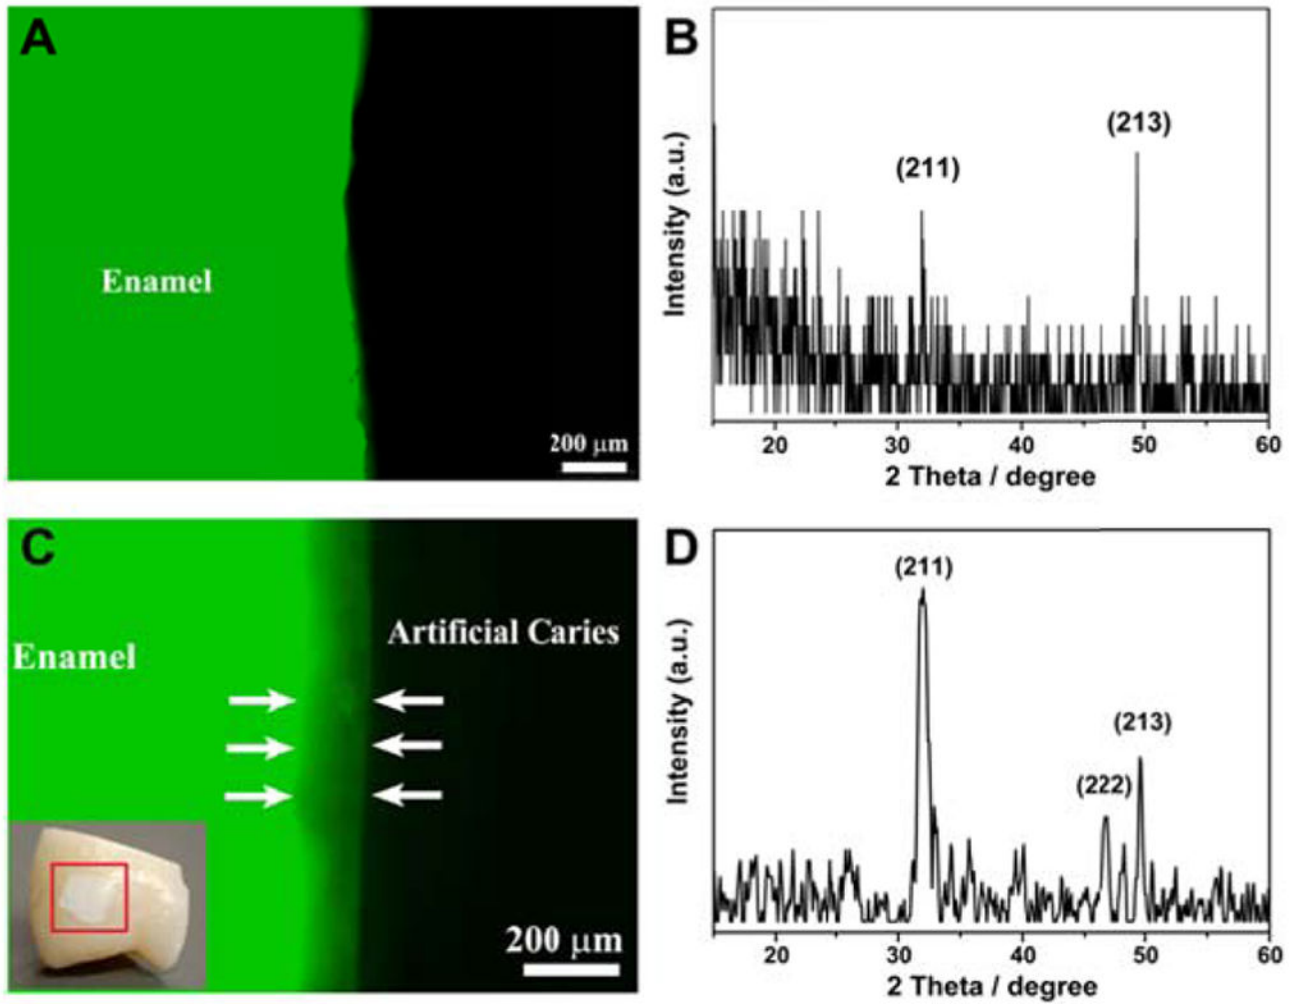 A
Enamel
200 μm
B
(211)
(213)
Intensity (a.u.)
20 30 40 50 60
2 Theta / degree
C
Enamel
Artificial Caries
200 μm
D
(211)
(222)
(213)
Intensity (a.u.)
20 30 40 50 60
2 Theta / degree